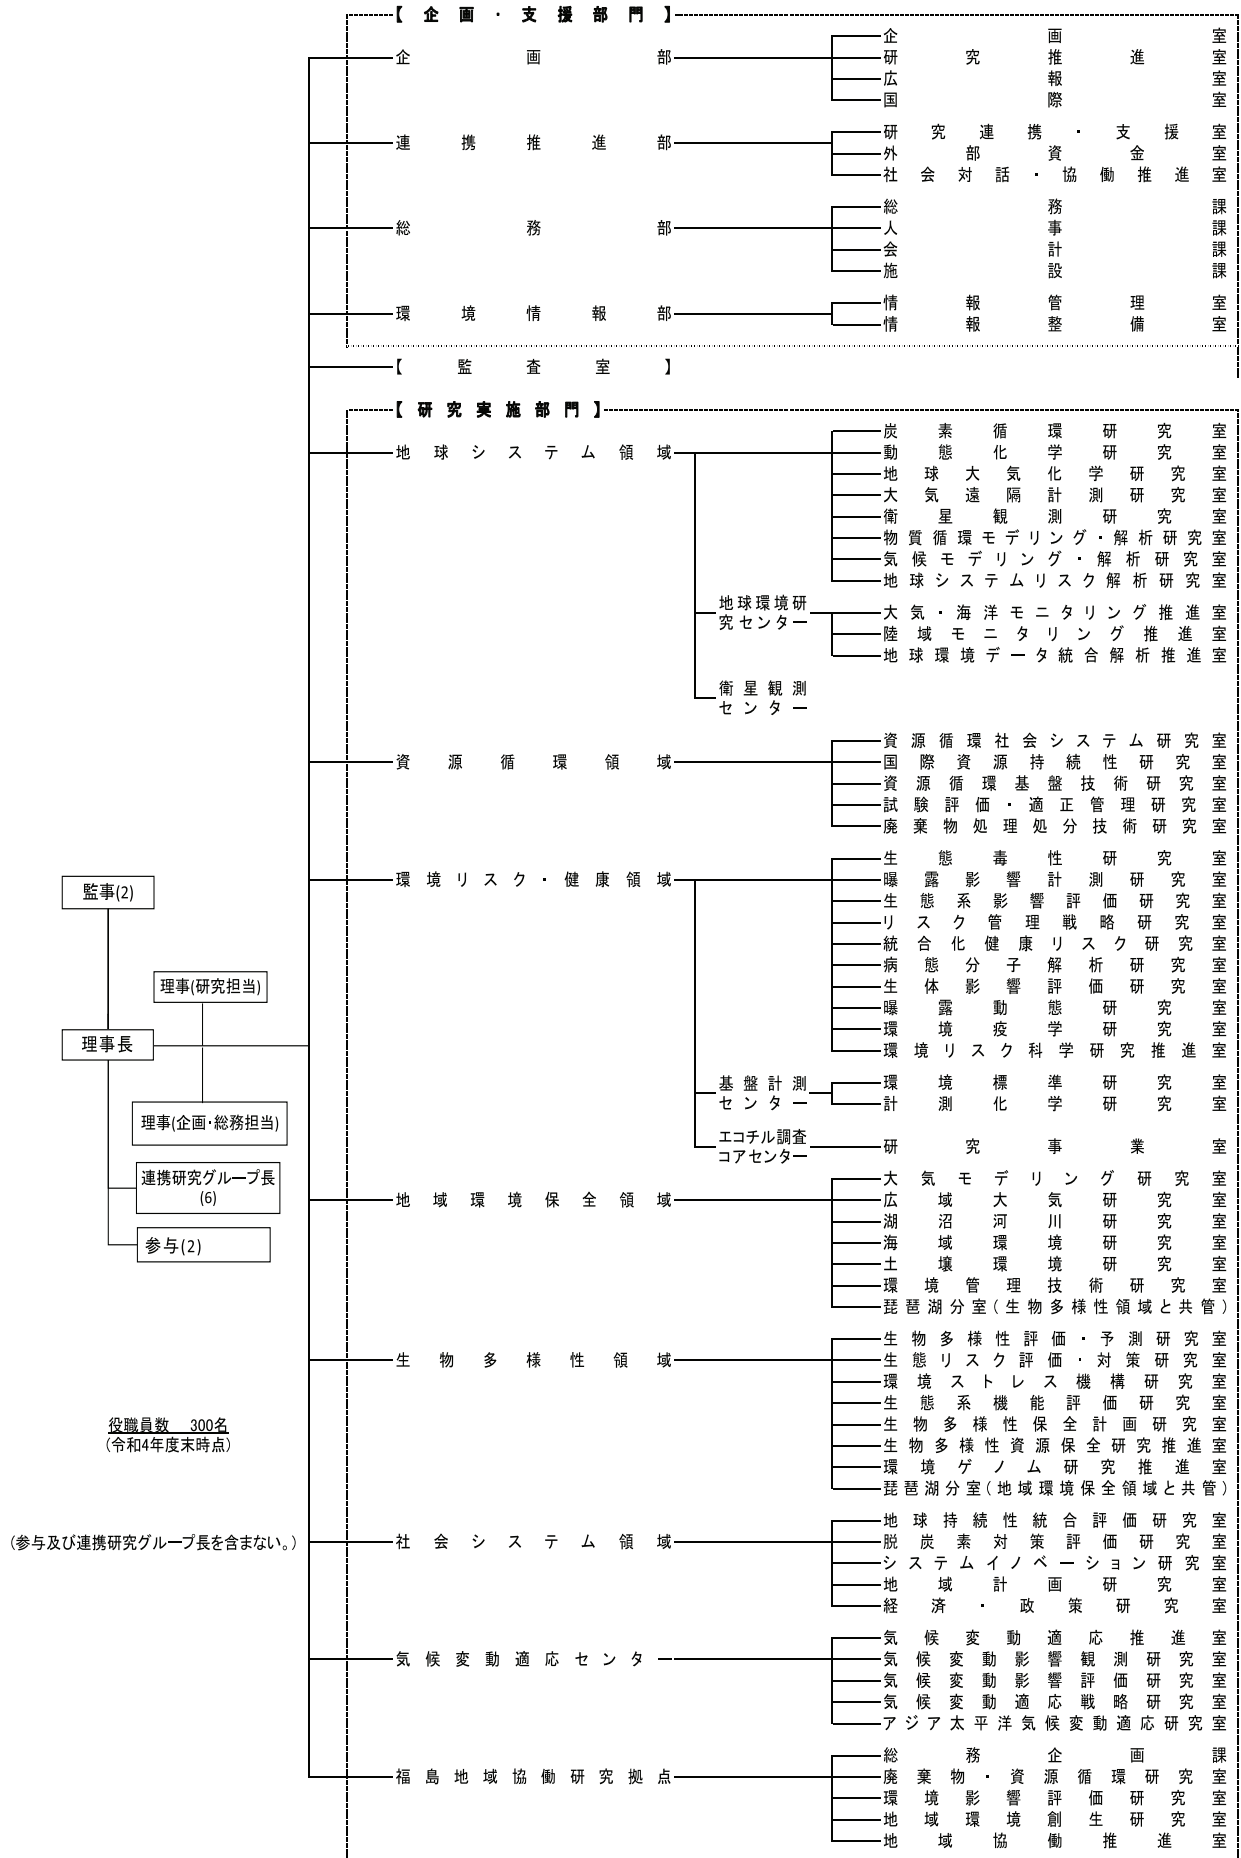 【企画・支援部門】
企画部
企画室
研究推進室
広報室
国際室
連携推進部
研究連携・支援室
外部資金室
社会対話・協働推進室
総務部
総務課
人事課
会計課
施設課
環境情報部
情報管理室
情報整備室
【監査室】
【研究実施部門】
地球システム領域
炭素循環研究室
動態化学研究室
地球大気化学研究室
大気遠隔計測研究室
衛星観測研究室
物質循環モデリング・解析研究室
気候モデリング・解析研究室
地球システムリスク解析研究室
地球環境研
究センター
大気・海洋モニタリング推進室
陸域モニタリング推進室
地球環境データ統合解析推進室
衛星観測
センター
資源循環領域
資源循環社会システム研究室
国際資源持続性研究室
資源循環基盤技術研究室
試験評価・適正管理研究室
廃棄物処理処分技術研究室
環境リスク・健康領域
生態毒性研究室
曝露影響計測研究室
生態系影響評価研究室
リスク管理戦略研究室
統合化健康リスク研究室
病態分子解析研究室
生体影響評価研究室
曝露動態研究室
環境疫学研究室
環境リスク科学研究推進室
基盤計測
センター
環境標準研究室
計測化学研究室
エコチル調査
コアセンター
研究事業室
監事(2)
理事(研究担当)
理事長
理事(企画・総務担当)
連携研究グループ長
(6)
参与(2)
地域環境保全領域
大気モデリング研究室
広域大気研究室
湖沼河川研究室
海域環境研究室
土壌環境研究室
環境管理技術研究室
琵琶湖分室(生物多様性領域と共管)
生物多様性領域
生物多様性評価・予測研究室
生態リスク評価・対策研究室
環境ストレス機構研究室
生態系機能評価研究室
生物多様性保全計画研究室
生物多様性資源保全研究推進室
環境ゲノム研究推進室
琵琶湖分室(地域環境保全領域と共管)
役職員数 300名
(令和4年度末時点)
(参与及び連携研究グループ長を含まない。)
社会システム領域
地球持続性統合評価研究室
脱炭素対策評価研究室
システムイノベーション研究室
地域計画研究室
経済・政策研究室
気候変動適応センター
気候変動適応推進室
気候変動影響観測研究室
気候変動影響評価研究室
気候変動適応戦略研究室
アジア太平洋気候変動適応研究室
福島地域協働研究拠点
総務企画課
廃棄物・資源循環研究室
環境影響評価研究室
地域環境創生研究室
地域協働推進室